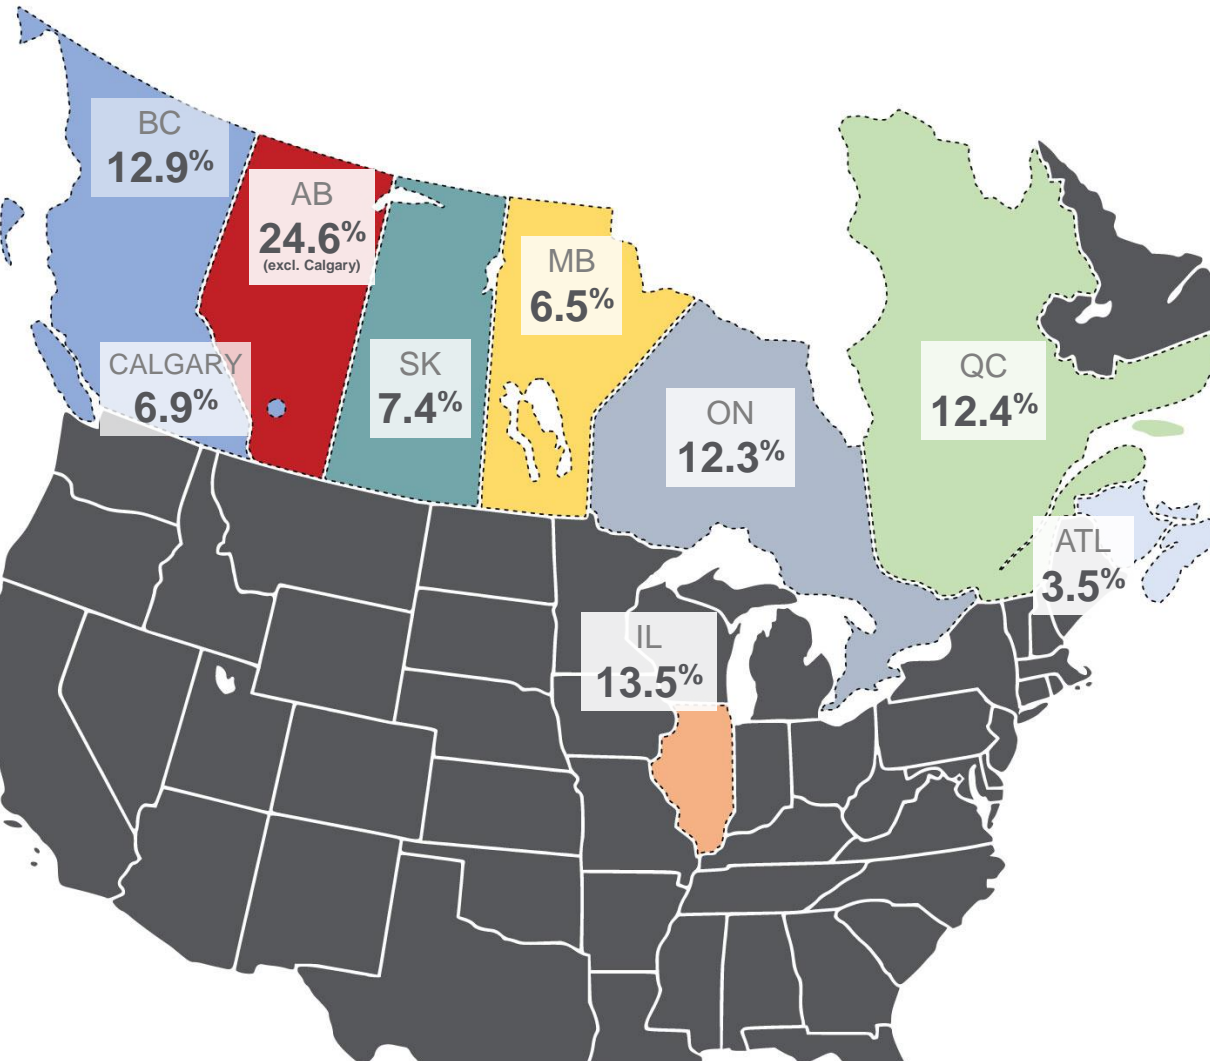 BC
12.9%
AB
24.6%
(excl. Calgary)
MB
6.5%
CALGARY
6.9%
SK
7.4%
ON
12.3%
QC
12.4%
ATL
3.5%
IL
13.5%